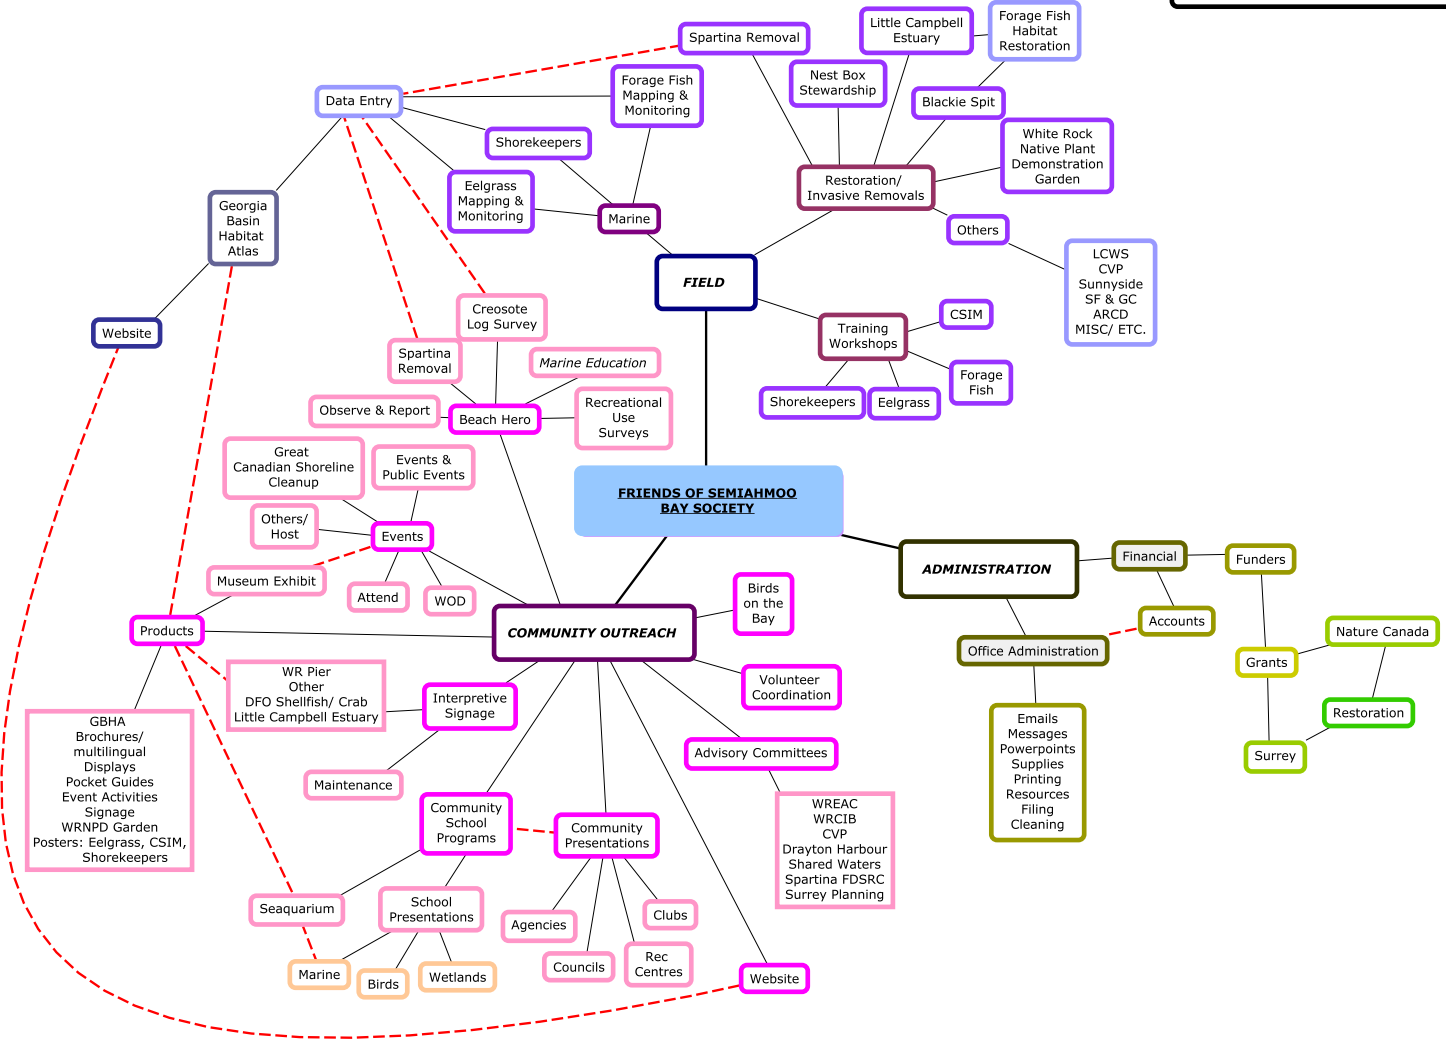 Spartina Removal
Little Campbell
Estuary
Forage Fish
Habitat
Restoration
Nest Box
Stewardship
Blackie Spit
Data Entry
Forage Fish
Mapping &
Monitoring
Shorekeepers
White Rock
Native Plant
Demonstration
Garden
Eelgrass
Mapping &
Monitoring
Marine
Restoration/
Invasive Removals
Others
Georgia
Basin
Habitat
Atlas
LCWS
CVP
Sunnyside
SF & GC
ARCD
MISC/ ETC.
FIELD
Website
Creosote
Log Survey
Training
Workshops
CSIM
Spartina
Removal
Marine Education
Forage
Fish
Shorekeepers
Eelgrass
Observe & Report
Beach Hero
Recreational
Use
Surveys
Great
Canadian Shoreline
Cleanup
Events &
Public Events
FRIENDS OF SEMIAHMOO
BAY SOCIETY
Others/
Host
Events
Museum Exhibit
Attend
WOD
Birds
on the
Bay
ADMINISTRATION
Financial
Funders
Accounts
Products
COMMUNITY OUTREACH
Office Administration
Nature Canada
Grants
WR Pier
Other
DFO Shellfish/ Crab
Little Campbell Estuary
Interpretive
Signage
Volunteer
Coordination
Restoration
GBHA
Brochures/
multilingual
Displays
Pocket Guides
Event Activities
Signage
WRNPD Garden
Posters: Eelgrass, CSIM,
Shorekeepers
Maintenance
Advisory Committees
Emails
Messages
Powerpoints
Supplies
Printing
Resources
Filing
Cleaning
Surrey
Community
School
Programs
Community
Presentations
WREAC
WRCIB
CVP
Drayton Harbour
Shared Waters
Spartina FDSRC
Surrey Planning
Seaquarium
School
Presentations
Agencies
Clubs
Councils
Rec
Centres
Marine
Birds
Wetlands
Website